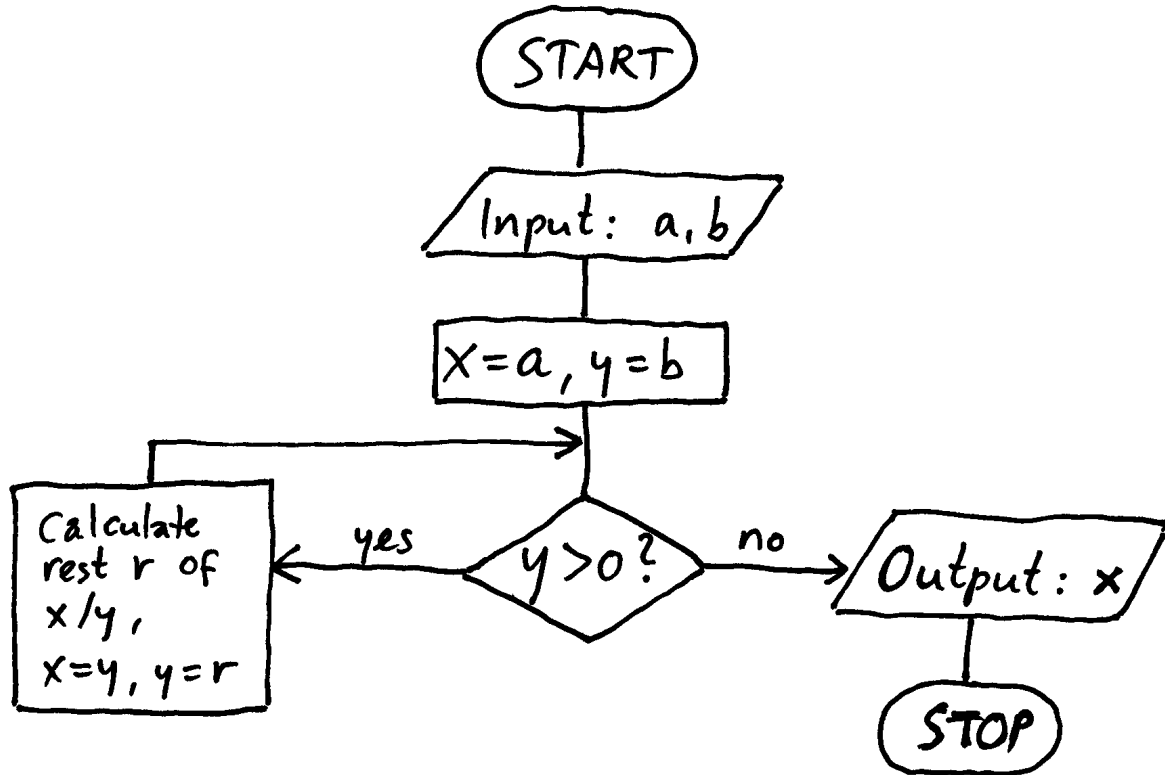 START
Input: a, b
x=a, y=b
y>0?
yes
no
Calculate
rest r of
x/y,
x=y, y=r
Output: x
STOP